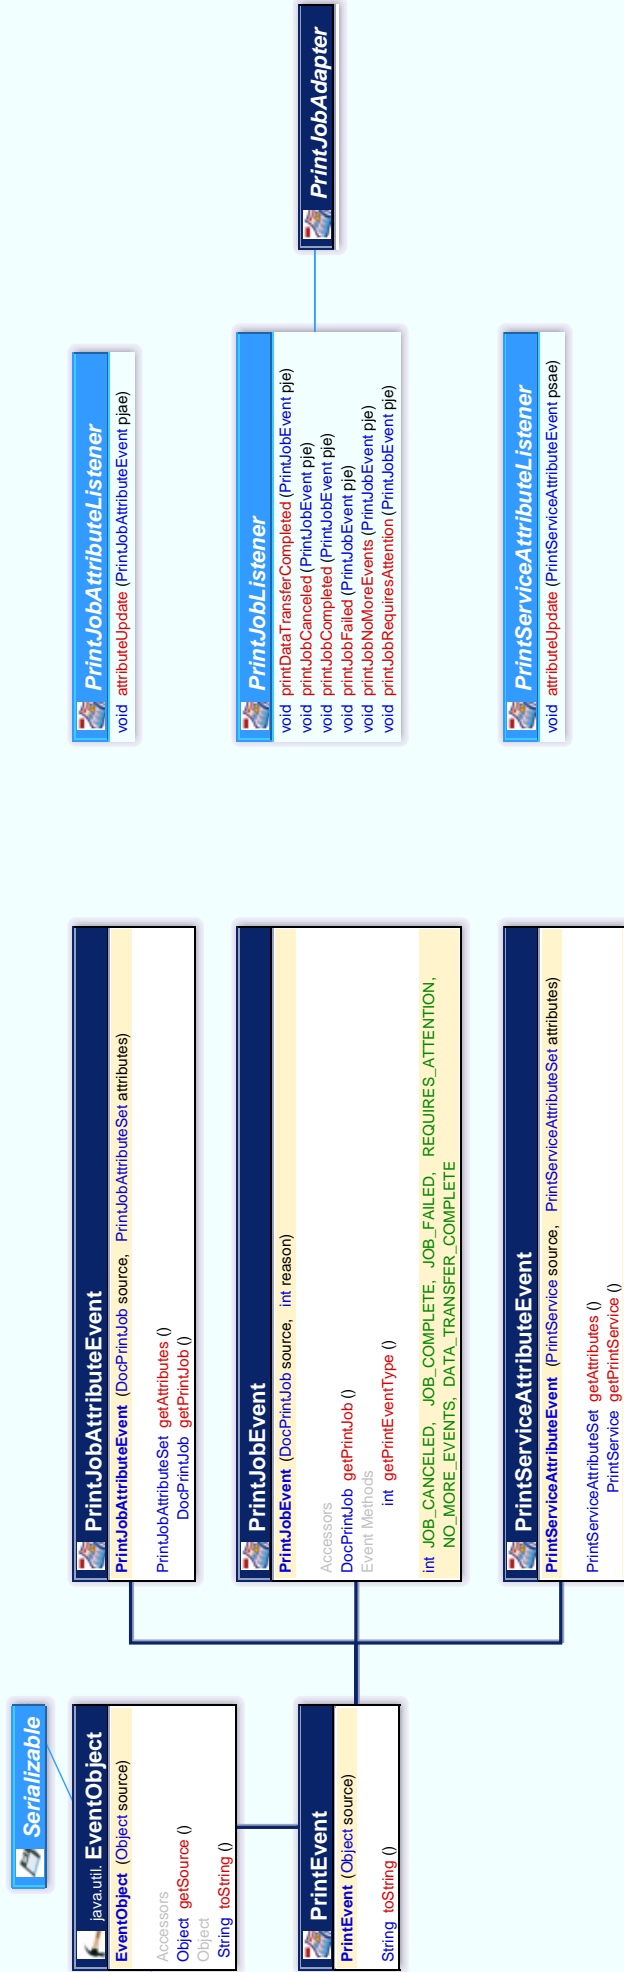 Serializable
java.util. EventObject
EventObject (Object source)
Accessors
Object getSource ()
Object
String toString ()
PrintEvent
PrintEvent (Object source)
String toString ()
PrintJobAttributeEvent
PrintJobAttributeEvent (DocPrintJob source, PrintJobAttributeSet attributes)
PrintJobAttributeSet getAttributes ()
DocPrintJob getPrintJob ()
PrintJobEvent
PrintJobEvent (DocPrintJob source, int reason)
Accessors
DocPrintJob getPrintJob ()
Event Methods
int getPrintEventType ()
int JOB_CANCELED, JOB_COMPLETE, JOB_FAILED, REQUIRES_ATTENTION,
NO_MORE_EVENTS, DATA_TRANSFER_COMPLETE
PrintServiceAttributeEvent
PrintServiceAttributeEvent (PrintService source, PrintServiceAttributeSet attributes)
PrintServiceAttributeSet getAttributes ()
PrintService getPrintService ()
PrintJobAttributeListener
void attributeUpdate (PrintJobAttributeEvent pjae)
PrintJobListener
void printDataTransferCompleted (PrintJobEvent pje)
void printJobCanceled (PrintJobEvent pje)
void printJobCompleted (PrintJobEvent pje)
void printJobFailed (PrintJobEvent pje)
void printJobNoMoreEvents (PrintJobEvent pje)
void printJobRequiresAttention (PrintJobEvent pje)
PrintServiceAttributeListener
void attributeUpdate (PrintServiceAttributeEvent psae)
PrintJobAdapter